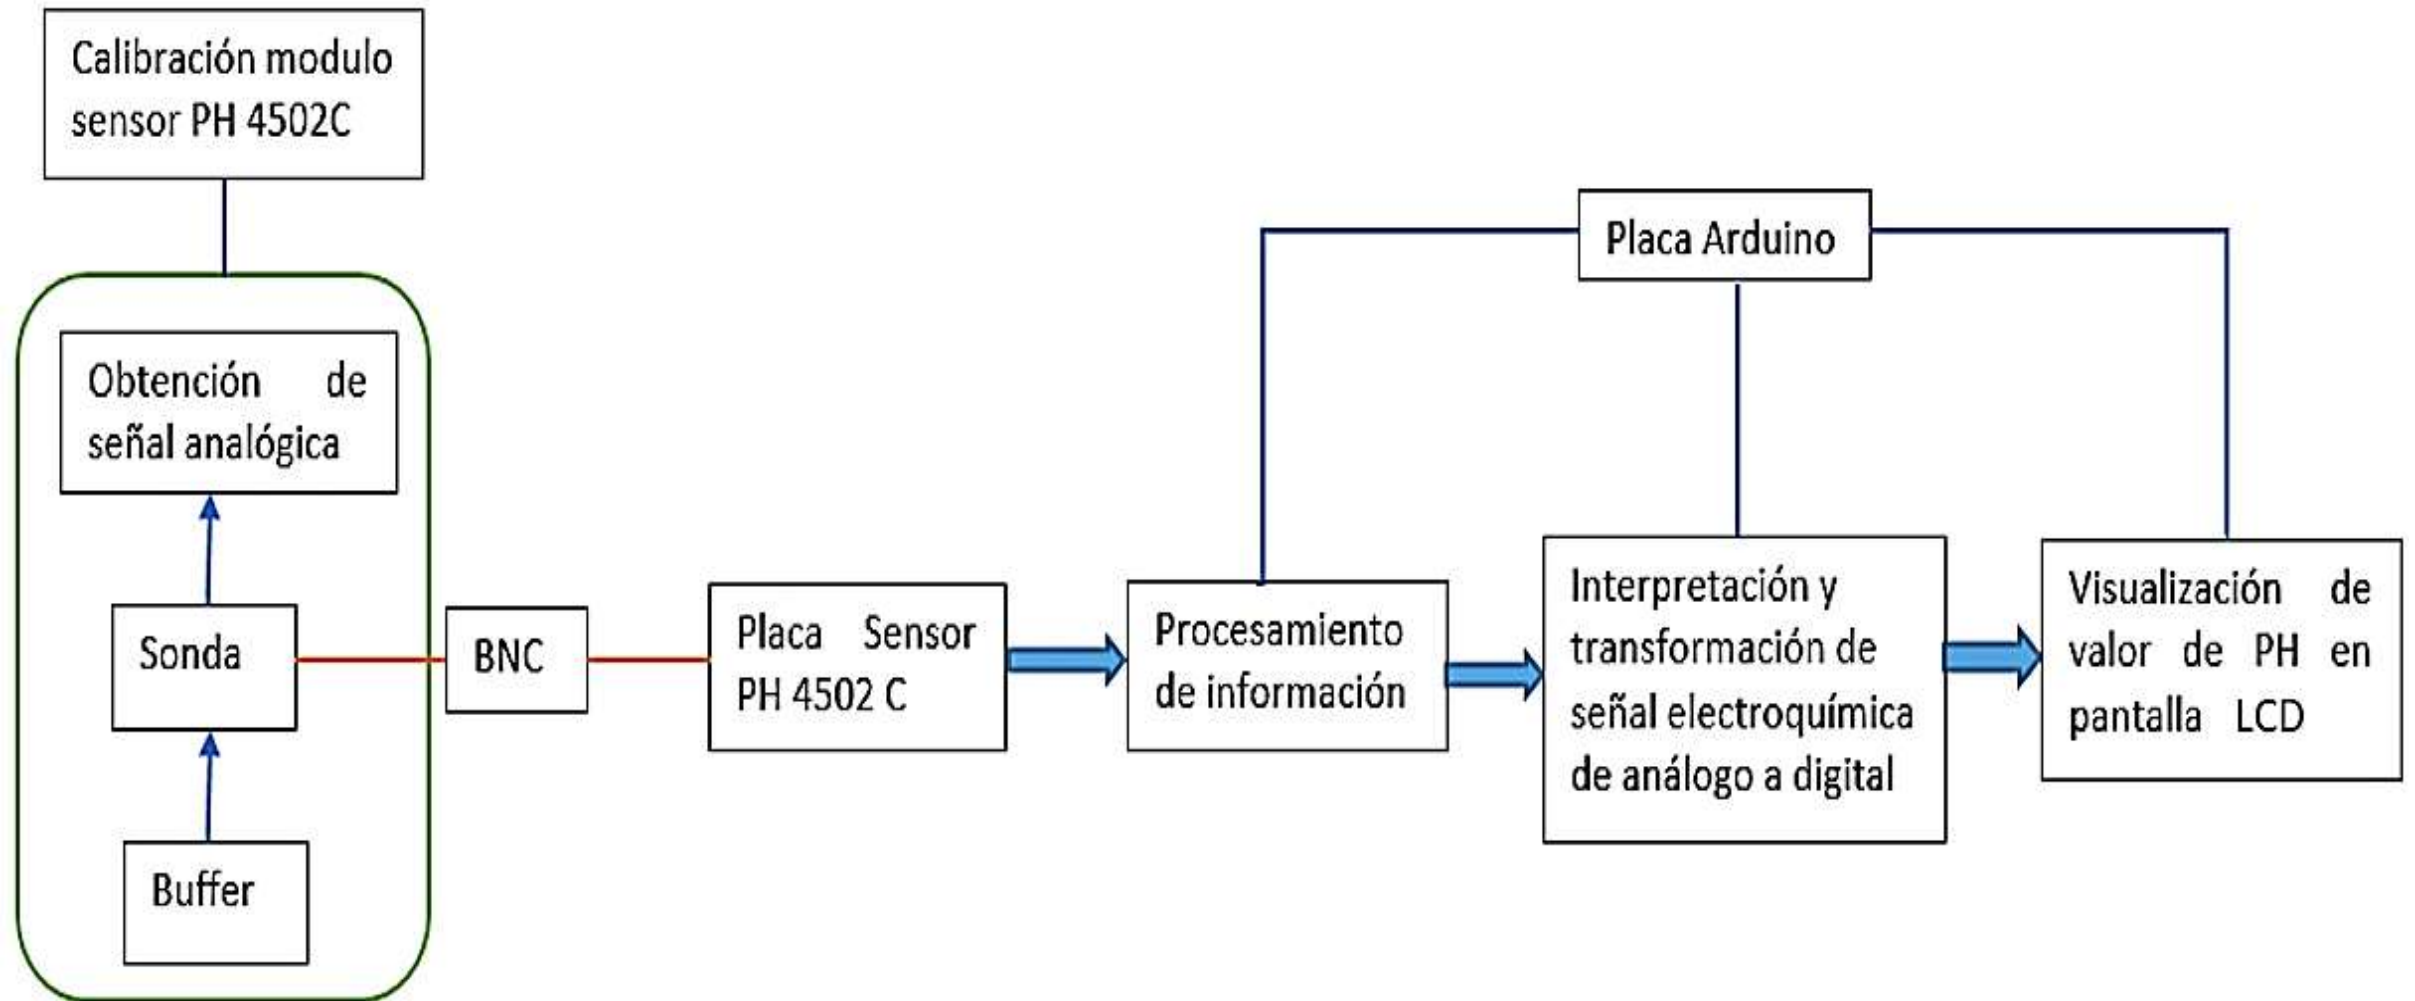 Calibración modulo
sensor PH 4502C
Obtención de
señal analógica
Sonda
Buffer
BNC
Placa Sensor
PH 4502 C
Procesamiento
de información
Placa Arduino
Interpretación y
transformación de
señal electroquímica
de análogo a digital
Visualización de
valor de PH en
pantalla LCD